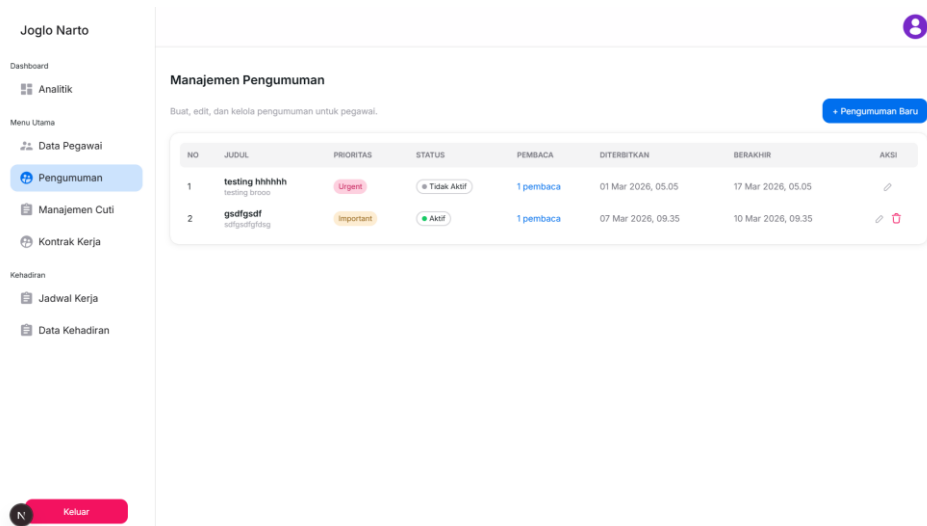 Joglo Narto
Dashboard
Analitik
Menu Utama
Data Pegawai
Pengumuman
Manajemen Cuti
Kontrak Kerja
Kehadiran
Jadwal Kerja
Data Kehadiran
N
Keluar
Manajemen Pengumuman
Buat, edit, dan kelola pengumuman untuk pegawai.
+ Pengumuman Baru
NO JUDUL PRIORITAS STATUS PEMBACA DITERBITKAN BERAKHIR AKSI
1 testing hhhhhh Urgent Tidak Aktif 1 pembaca 01 Mar 2026, 05.05 17 Mar 2026, 05.05
testing brooo
2 gsdfgsdf Important Aktif 1 pembaca 07 Mar 2026, 09.35 10 Mar 2026, 09.35
sdfgsdfgfdsg